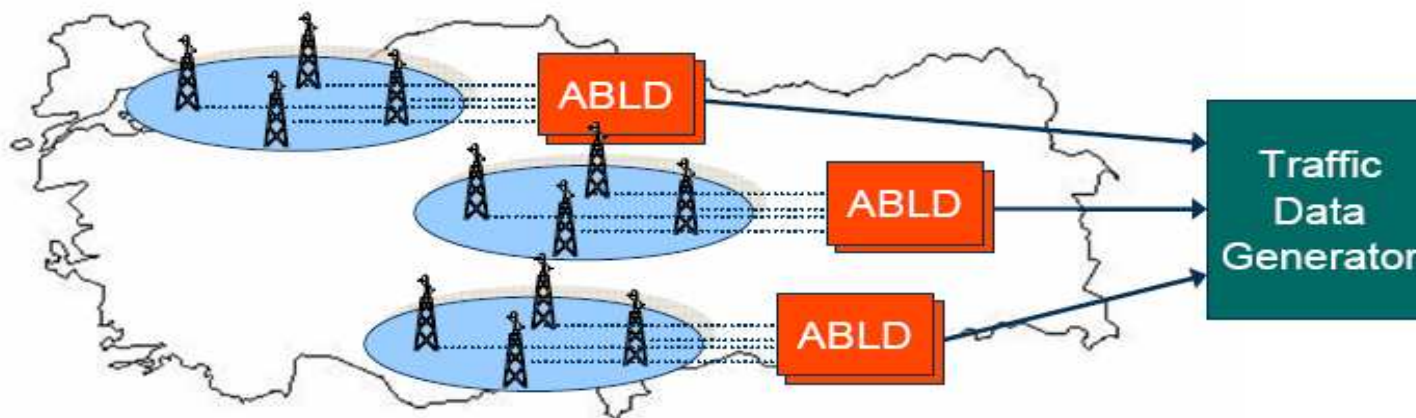 ABLD
ABLD
ABLD
Traffic
Data
Generator